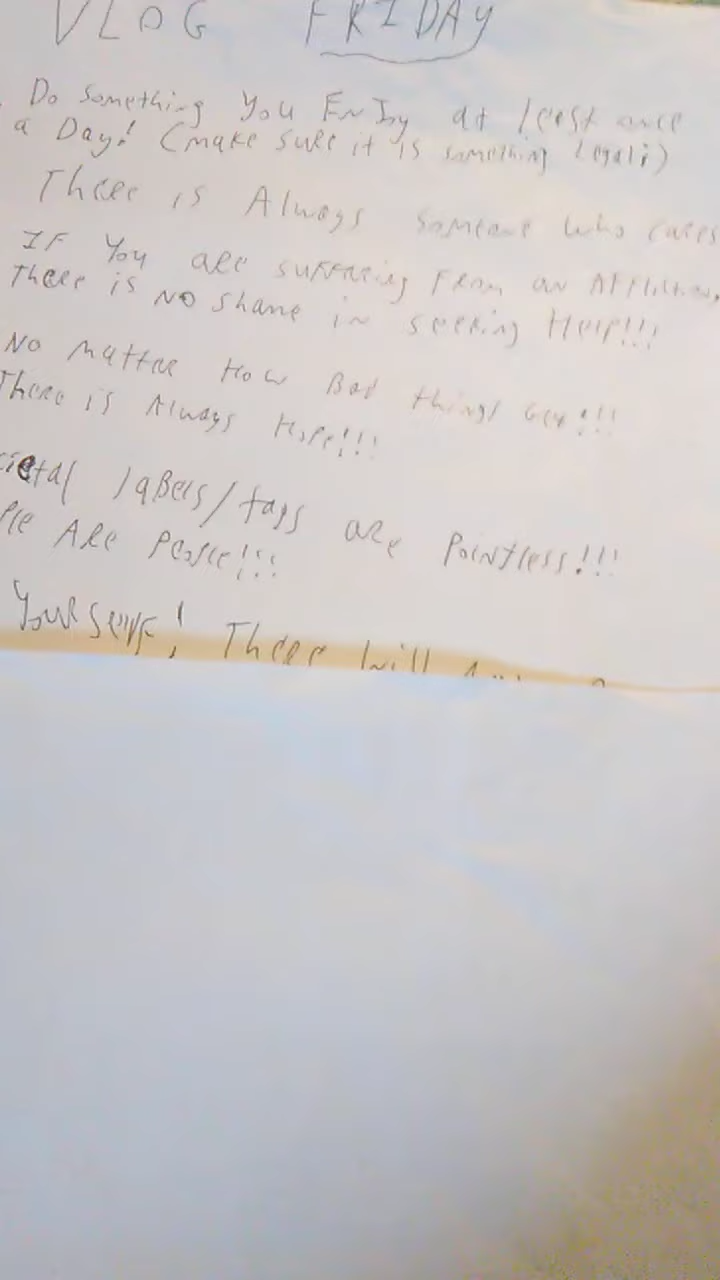 VLOG FRIDAY
Do Something You EnJoy at leest once
a Day! (make sure it is something Legal!)
There is Always Someone Who cares
IF You are suffering From an Affliction,
There is NO shame in seeking Help!!!
No matter How Bad things Get!!!
There is Always Hope!!!
labels/tags are Pointless!!!
Are People!!!
Yourself! There will